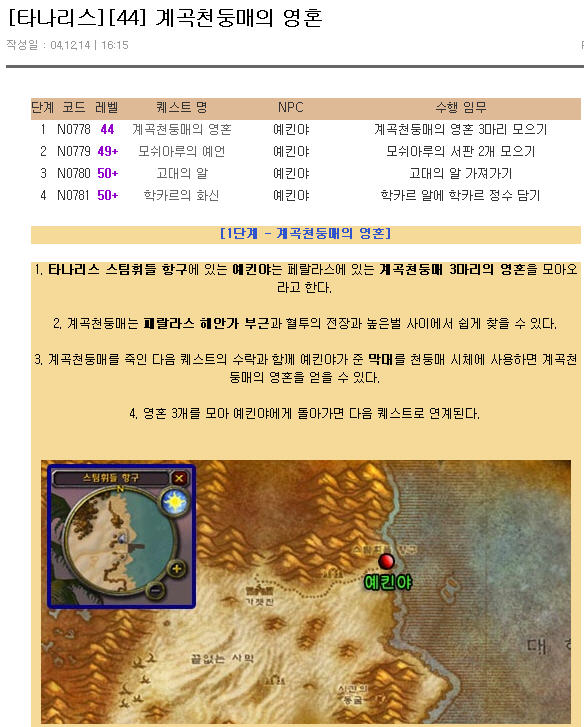 [타나리스][44] 계곡천둥매의 영혼
작성일 : 04.12.14 | 16:15
단계 코드 레벨 퀘스트 명 NPC 수행 임무
1 N0778 44 계곡천둥매의 영혼 예킨야 계곡천둥매의 영혼 3마리 모으기
2 N0779 49+ 모쉬아루의 예언 예킨야 모쉬아루의 서판 2개 모으기
3 N0780 50+ 고대의 알 예킨야 고대의 알 가져가기
4 N0781 50+ 학카르의 화신 예킨야 학카르 알에 학카르 정수 담기
[1단계 - 계곡천둥매의 영혼]
1. 타나리스 스팀휘들 항구에 있는 예킨야는 페랄라스에 있는 계곡천둥매 3마리의 영혼을 모아오
라고 한다.
2. 계곡천둥매는 페랄라스 해안가 부근과 혈투의 전장과 높은벌 사이에서 쉽게 찾을 수 있다.
3. 계곡천둥매를 죽인 다음 퀘스트의 수락과 함께 예킨야가 준 막대를 천둥매 시체에 사용하면 계곡천
둥매의 영혼을 얻을 수 있다.
4. 영혼 3개를 모아 예킨야에게 돌아가면 다음 퀘스트로 연계된다.
스팀휘들 항구
N
예킨야
가젯잔
끝없는 사막
시간의
동굴
대